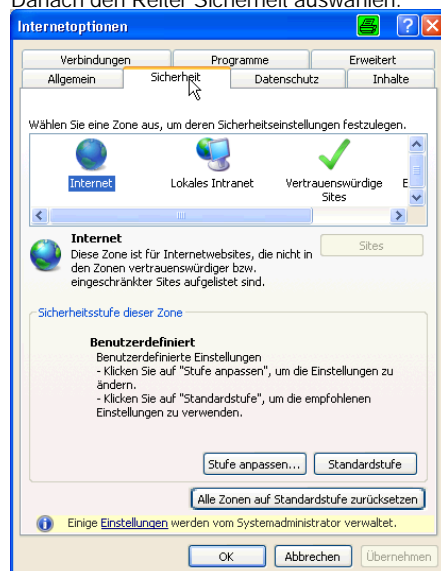 Danach den Reiter Sicherheit auswählen.
Internetoptionen
Verbindungen Programme Erweitert
Allgemein Sicherheit Datenschutz Inhalte
Wählen Sie eine Zone aus, um deren Sicherheitseinstellungen festzulegen.
Internet Lokales Intranet Vertrauenswürdige E
Sites
Internet
Sites
Diese Zone ist für Internetwebsites, die nicht in
den Zonen vertrauenswürdiger bzw.
eingeschränkter Sites aufgelistet sind.
Sicherheitsstufe dieser Zone
Benutzerdefiniert
Benutzerdefinierte Einstellungen
- Klicken Sie auf "Stufe anpassen", um die Einstellungen zu
ändern.
- Klicken Sie auf "Standardstufe", um die empfohlenen
Einstellungen zu verwenden.
Stufe anpassen... Standardstufe
Alle Zonen auf Standardstufe zurücksetzen
Einige Einstellungen werden vom Systemadministrator verwaltet.
OK Abbrechen Übernehmen